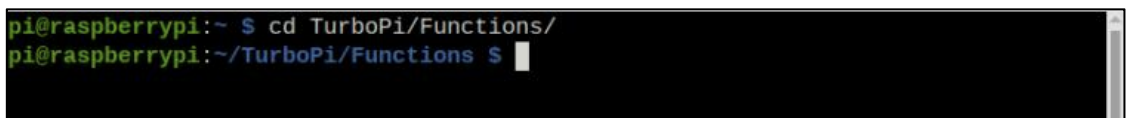 pi@raspberrypi:~ $ cd TurboPi/Functions/
pi@raspberrypi:~/TurboPi/Functions $